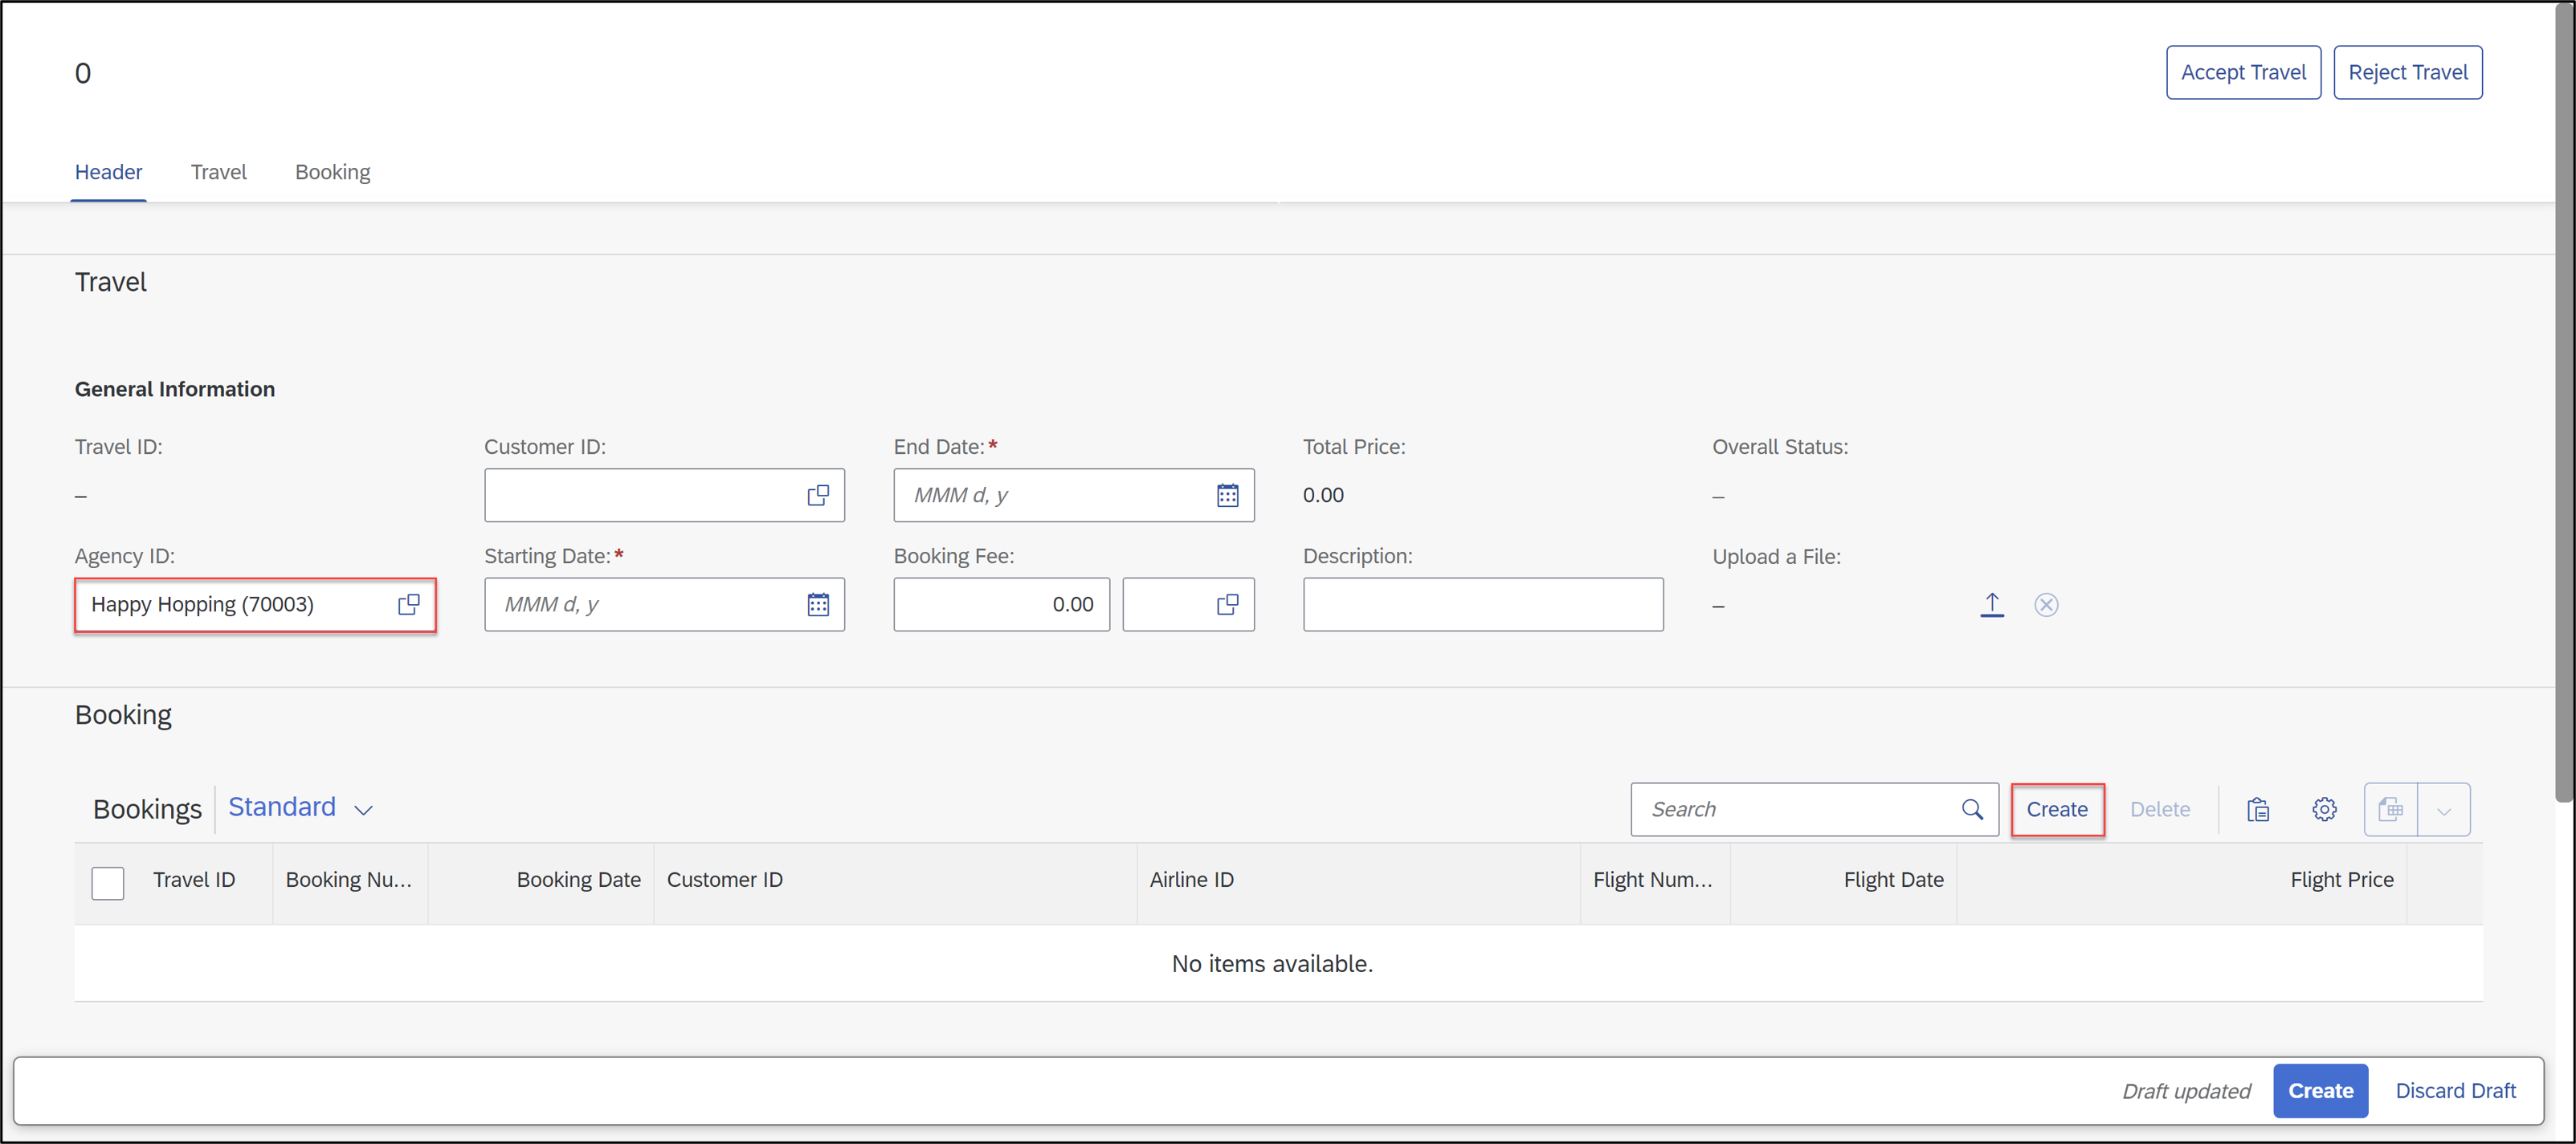 0
Accept Travel Reject Travel
Header Travel Booking
Travel
General Information
Travel ID: Customer ID: End Date:* Total Price: Overall Status:
– MMM d, y 0.00 –
Agency ID: Starting Date:* Booking Fee: Description: Upload a File:
Happy Hopping (70003) MMM d, y 0.00 –
Booking
Bookings Standard Search Create Delete
Travel ID Booking Nu... Booking Date Customer ID Airline ID Flight Num... Flight Date Flight Price
No items available.
Draft updated Create Discard Draft